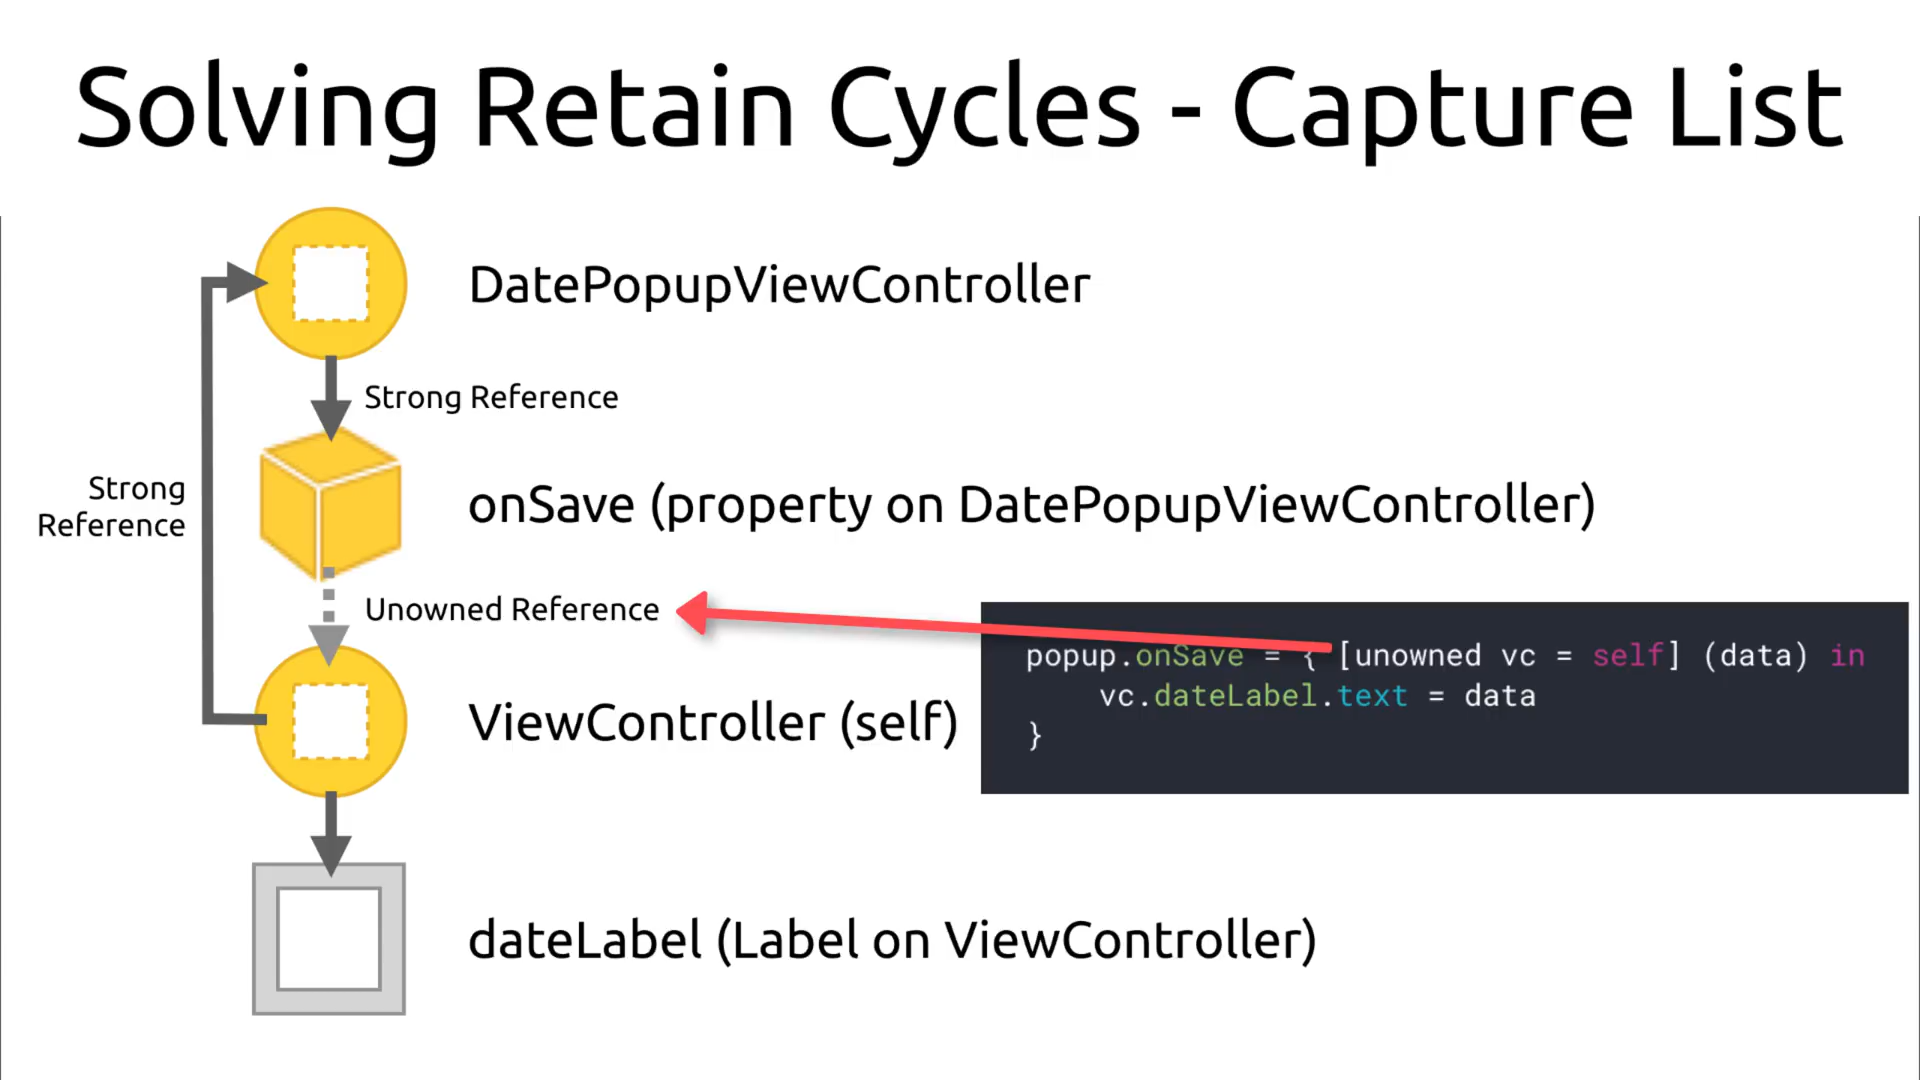 Solving Retain Cycles - Capture List
DatePopupViewController
Strong Reference
Strong
Reference
onSave (property on DatePopupViewController)
Unowned Reference
popup.onSave = { [unowned vc = self] (data) in
vc.dateLabel.text = data
}
ViewController (self)
dateLabel (Label on ViewController)